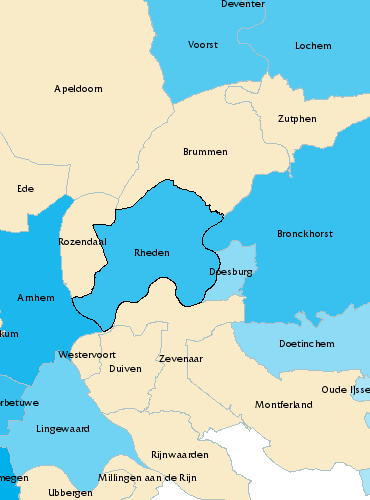 Deventer
Voorst
Lochem
Apeldoorn
Zutphen
Brummen
Ede
Rozendaal
Rheden
Bronckhorst
Doesburg
Arnhem
kum
Doetinchem
Westervoort
Duiven
Zevenaar
Oude IJsse
rbetuwe
Montferland
Lingewaard
Rijnwaarden
megen
Millingen aan de Rijn
Ubbergen